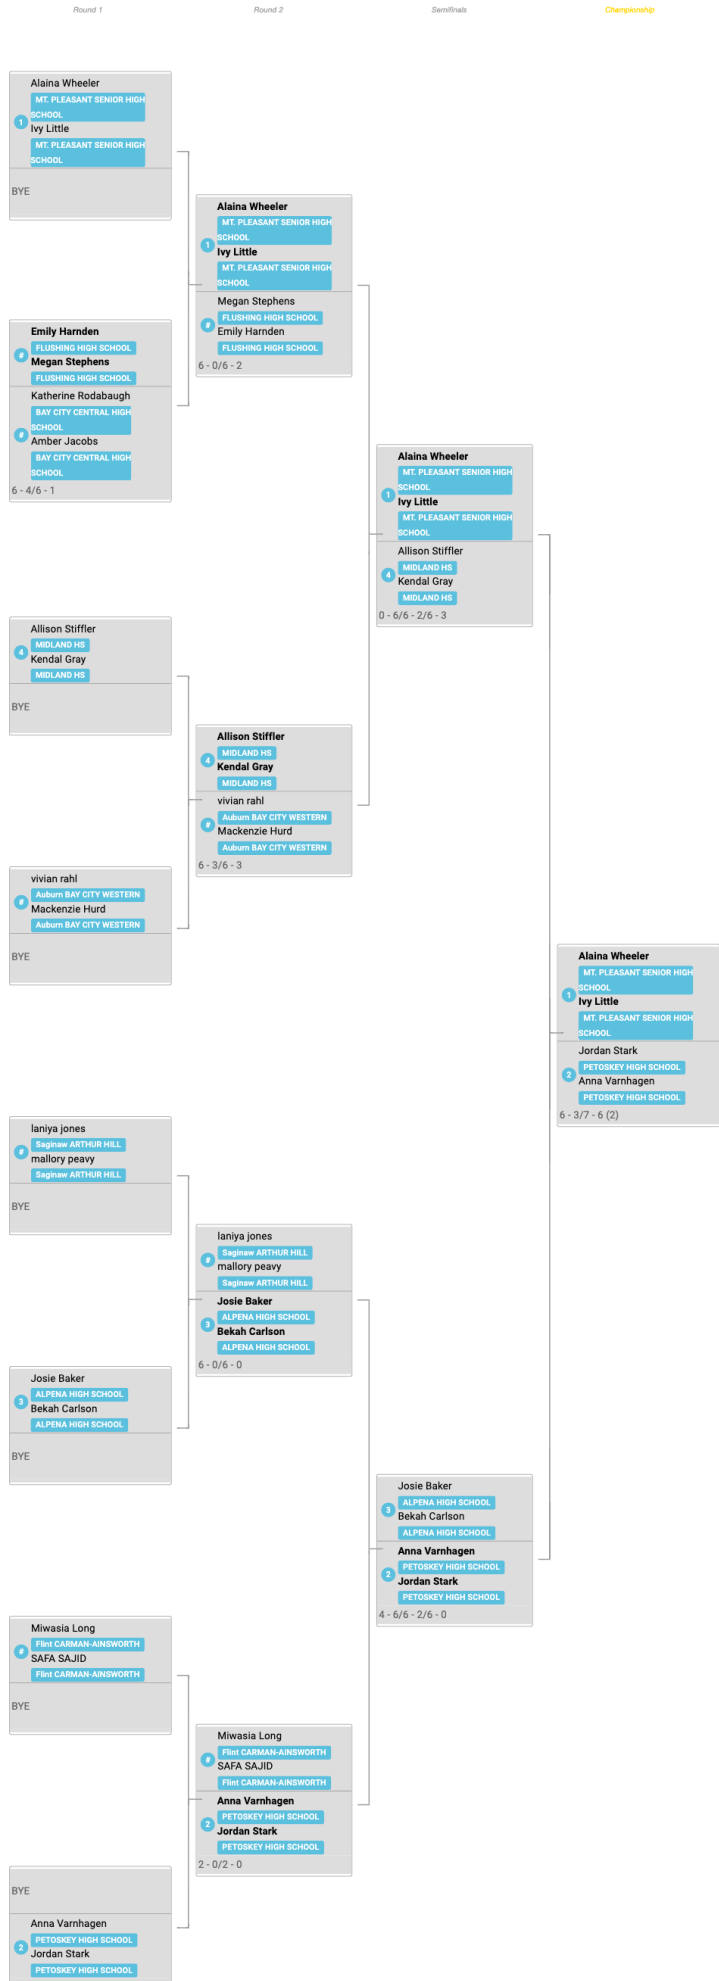 Round 1
Round 2
Semifinals
Championship
Alaina Wheeler
MT. PLEASANT SENIOR HIGH
SCHOOL
1
Ivy Little
MT. PLEASANT SENIOR HIGH
SCHOOL
BYE
Emily Harnden
#
FLUSHING HIGH SCHOOL
Megan Stephens
FLUSHING HIGH SCHOOL
Katherine Rodabaugh
BAY CITY CENTRAL HIGH
SCHOOL
#
Amber Jacobs
BAY CITY CENTRAL HIGH
SCHOOL
6 - 4/6 - 1
Allison Stiffler
MIDLAND HS
4
Kendal Gray
MIDLAND HS
BYE
vivian rahl
#
Auburn BAY CITY WESTERN
Mackenzie Hurd
Auburn BAY CITY WESTERN
BYE
laniya jones
#
Saginaw ARTHUR HILL
mallory peavy
Saginaw ARTHUR HILL
BYE
Josie Baker
ALPENA HIGH SCHOOL
3
Bekah Carlson
ALPENA HIGH SCHOOL
BYE
Miwasia Long
#
Flint CARMAN-AINSWORTH
SAFA SAJID
Flint CARMAN-AINSWORTH
BYE
BYE
Anna Varnhagen
PETOSKEY HIGH SCHOOL
2
Jordan Stark
PETOSKEY HIGH SCHOOL
Alaina Wheeler
MT. PLEASANT SENIOR HIGH
SCHOOL
1
Ivy Little
MT. PLEASANT SENIOR HIGH
SCHOOL
Megan Stephens
FLUSHING HIGH SCHOOL
#
Emily Harnden
FLUSHING HIGH SCHOOL
6 - 0/6 - 2
Allison Stiffler
MIDLAND HS
4
Kendal Gray
MIDLAND HS
vivian rahl
Auburn BAY CITY WESTERN
#
Mackenzie Hurd
Auburn BAY CITY WESTERN
6 - 3/6 - 3
laniya jones
Saginaw ARTHUR HILL
#
mallory peavy
Saginaw ARTHUR HILL
Josie Baker
ALPENA HIGH SCHOOL
3
Bekah Carlson
ALPENA HIGH SCHOOL
6 - 0/6 - 0
Miwasia Long
Flint CARMAN-AINSWORTH
#
SAFA SAJID
Flint CARMAN-AINSWORTH
Anna Varnhagen
PETOSKEY HIGH SCHOOL
2
Jordan Stark
PETOSKEY HIGH SCHOOL
2 - 0/2 - 0
Alaina Wheeler
MT. PLEASANT SENIOR HIGH
SCHOOL
1
Ivy Little
MT. PLEASANT SENIOR HIGH
SCHOOL
Allison Stiffler
MIDLAND HS
4
Kendal Gray
MIDLAND HS
0 - 6/6 - 2/6 - 3
Josie Baker
ALPENA HIGH SCHOOL
3
Bekah Carlson
ALPENA HIGH SCHOOL
Anna Varnhagen
PETOSKEY HIGH SCHOOL
2
Jordan Stark
PETOSKEY HIGH SCHOOL
4 - 6/6 - 2/6 - 0
Alaina Wheeler
MT. PLEASANT SENIOR HIGH
SCHOOL
1
Ivy Little
MT. PLEASANT SENIOR HIGH
SCHOOL
Jordan Stark
PETOSKEY HIGH SCHOOL
2
Anna Varnhagen
PETOSKEY HIGH SCHOOL
6 - 3/7 - 6 (2)